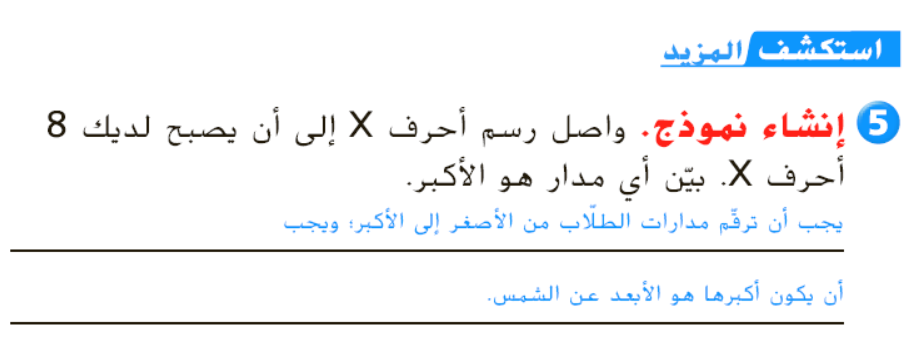 استكشف المزيد
5 إنشاء نموذج. واصل رسم أحرف X إلى أن يصبح لديك 8
أحرف X. بيّن أي مدار هو الأكبر.
يجب أن ترقّم مدارات الطلّاب من الأصغر إلى الأكبر؛ ويجب
أن يكون أكبرها هو الأبعد عن الشمس.